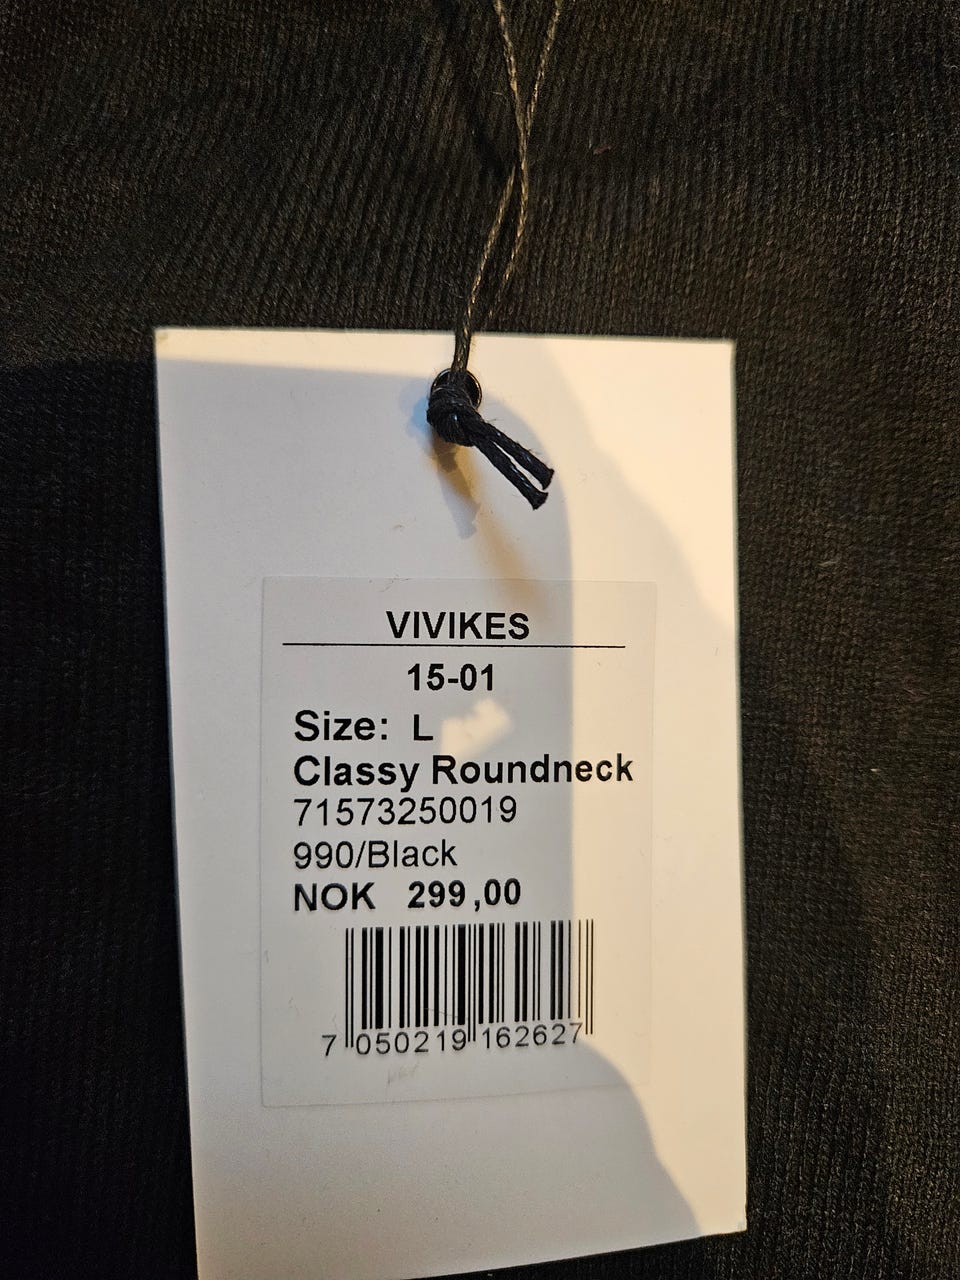 VIVIKES
15-01
Size: L
Classy Roundneck
71573250019
990/Black
NOK 299,00
7 050219 162627